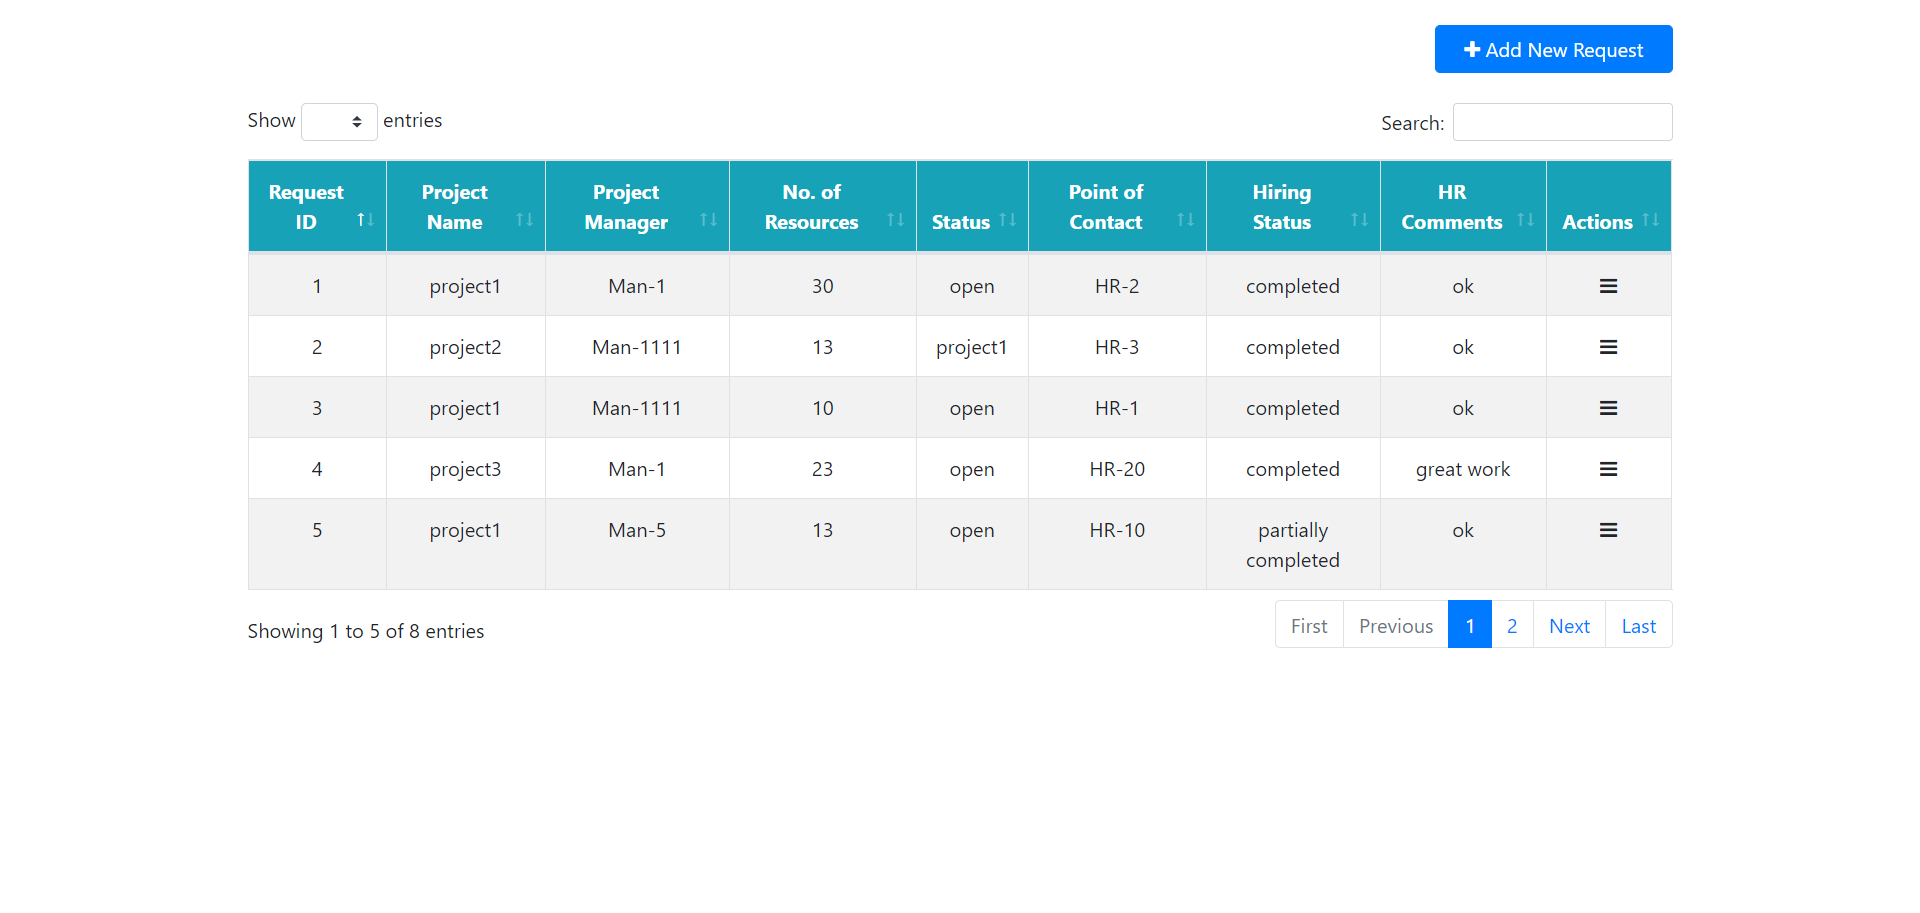 Add New Request
Show entries
Search:
Request ID Project Name Project Manager No. of Resources Status Point of Contact Hiring Status HR Comments Actions
1 project1 Man-1 30 open HR-2 completed ok
2 project2 Man-1111 13 project1 HR-3 completed ok
3 project1 Man-1111 10 open HR-1 completed ok
4 project3 Man-1 23 open HR-20 completed great work
5 project1 Man-5 13 open HR-10 partially completed ok
Showing 1 to 5 of 8 entries
First Previous 1 2 Next Last